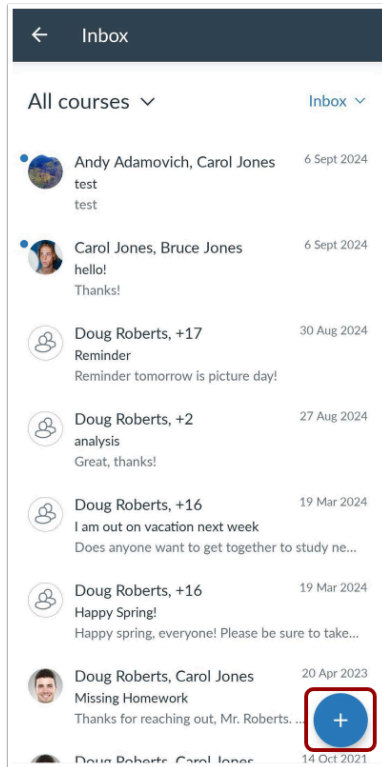 Inbox
All courses
Inbox
Andy Adamovich, Carol Jones
6 Sept 2024
test
test
Carol Jones, Bruce Jones
6 Sept 2024
hello!
Thanks!
Doug Roberts, +17
30 Aug 2024
Reminder
Reminder tomorrow is picture day!
Doug Roberts, +2
27 Aug 2024
analysis
Great, thanks!
Doug Roberts, +16
19 Mar 2024
I am out on vacation next week
Does anyone want to get together to study ne...
Doug Roberts, +16
19 Mar 2024
Happy Spring!
Happy spring, everyone! Please be sure to take...
Doug Roberts, Carol Jones
20 Apr 2023
Missing Homework
Thanks for reaching out, Mr. Roberts. ...
Doug Roberts, Carol Jones
14 Oct 2021